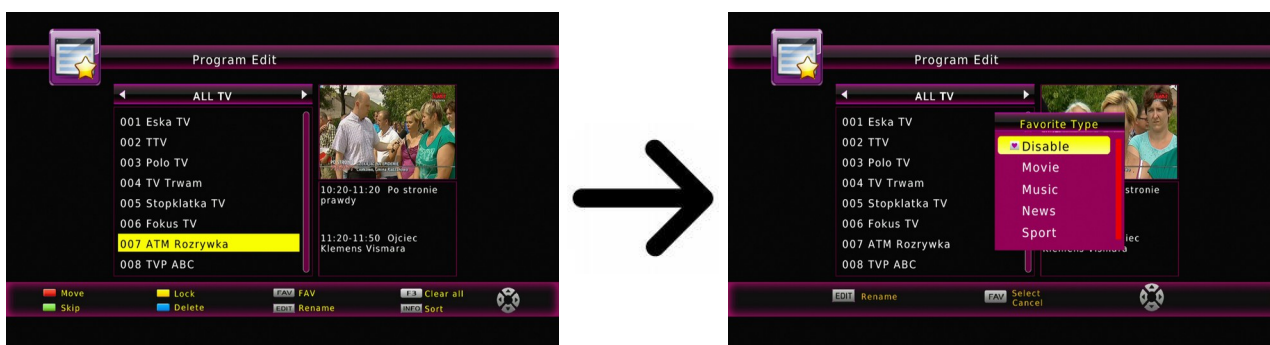 Program Edit
ALL TV
001 Eska TV
002 TTV
003 Polo TV
004 TV Trwam
005 Stopklatka TV
006 Fokus TV
007 ATM Rozrywka
008 TVP ABC
10:20-11:20 Po stronie
prawdy
11:20-11:50 Ojciec
Klemens Vismara
Move
Lock
FAV FAV
F3 Clear all
Skip
Delete
EDIT Rename
INFO Sort
Program Edit
ALL TV
001 Eska TV
002 TTV
003 Polo TV
004 TV Trwam
005 Stopklatka TV
006 Fokus TV
007 ATM Rozrywka
008 TVP ABC
Favorite Type
Disable
Movie
Music
News
Sport
stronie
EDIT Rename
FAV Select
Cancel